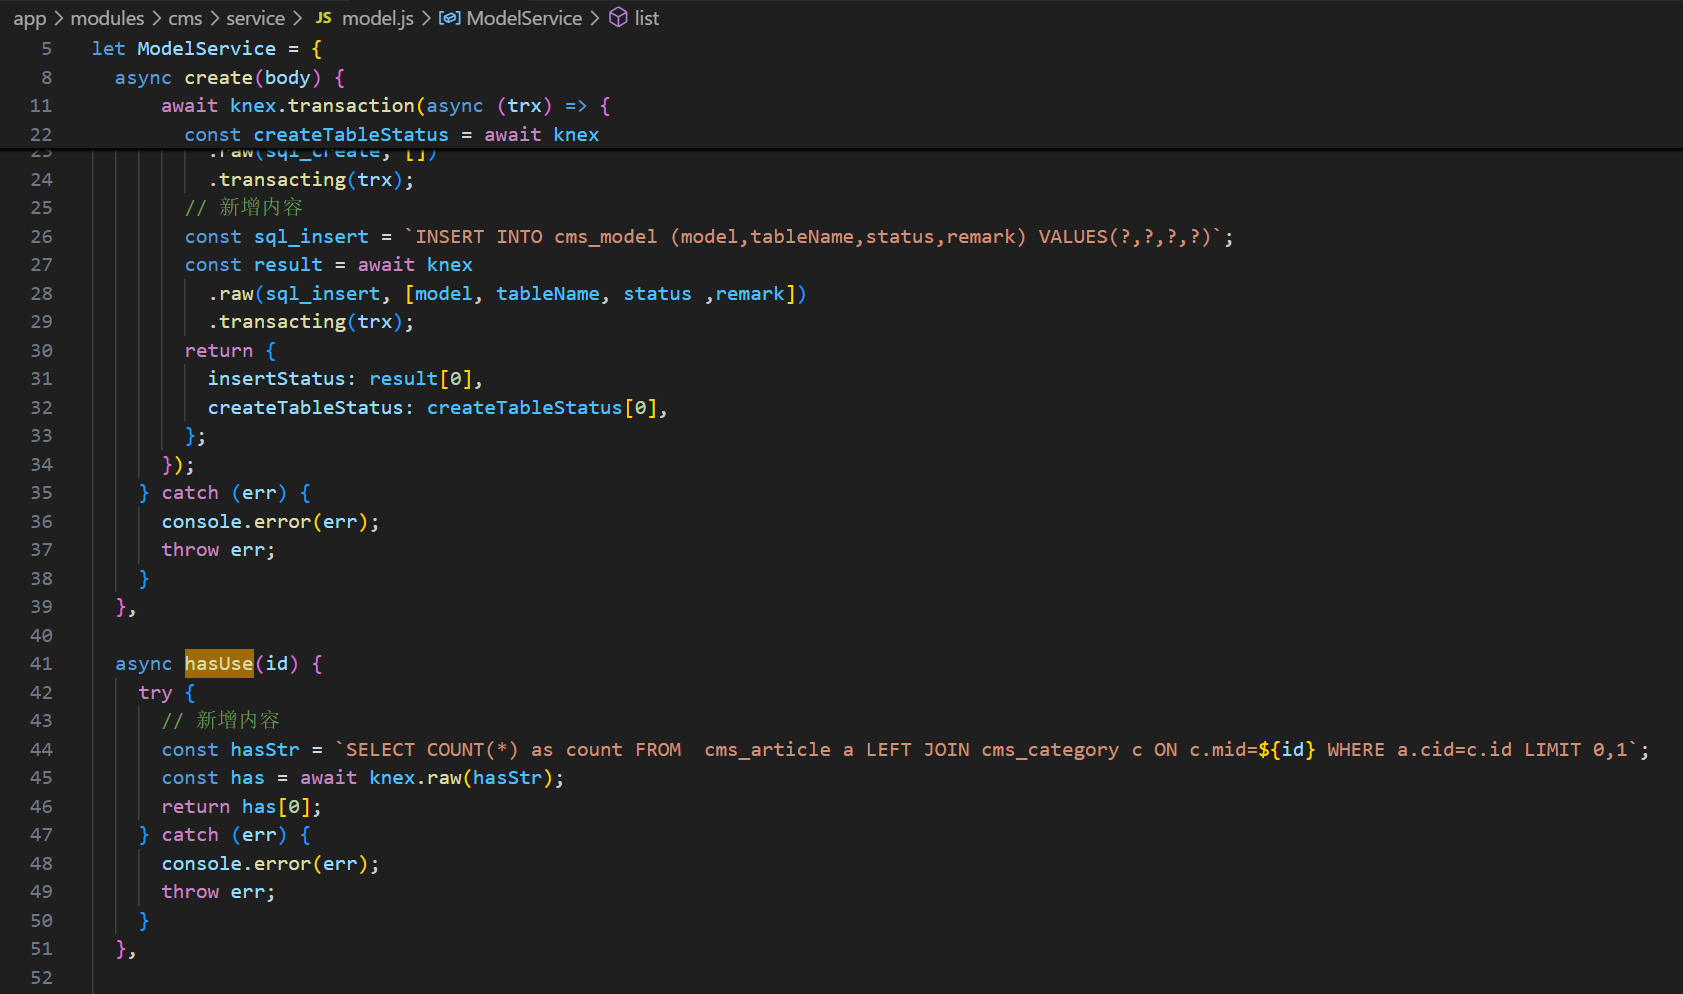 app > modules > cms > service > JS model.js > ModelService > list
5 let ModelService = {
8 async create(body) {
11 await knex.transaction(async (trx) => {
22 const createTableStatus = await knex
23 .raw(sql_create, [])
24 .transacting(trx);
25 // 新增内容
26 const sql_insert = `INSERT INTO cms_model (model,tableName,status,remark) VALUES(?,?,?,?)`;
27 const result = await knex
28 .raw(sql_insert, [model, tableName, status ,remark])
29 .transacting(trx);
30 return {
31 insertStatus: result[0],
32 createTableStatus: createTableStatus[0],
33 };
34 });
35 } catch (err) {
36 console.error(err);
37 throw err;
38 }
39 },
40
41 async hasUse(id) {
42 try {
43 // 新增内容
44 const hasStr = `SELECT COUNT(*) as count FROM  cms_article a LEFT JOIN cms_category c ON c.mid=${id} WHERE a.cid=c.id LIMIT 0,1`;
45 const has = await knex.raw(hasStr);
46 return has[0];
47 } catch (err) {
48 console.error(err);
49 throw err;
50 }
51 },
52